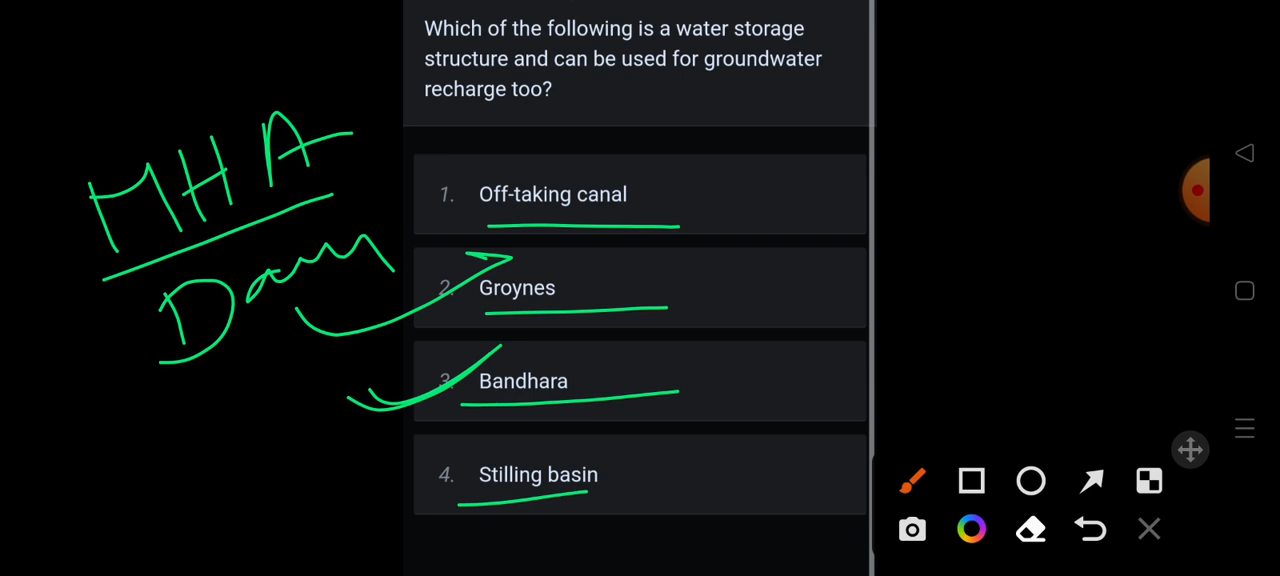 Which of the following is a water storage
structure and can be used for groundwater
recharge too?
MHA
Dam
1. Off-taking canal
2. Groynes
3. Bandhara
4. Stilling basin